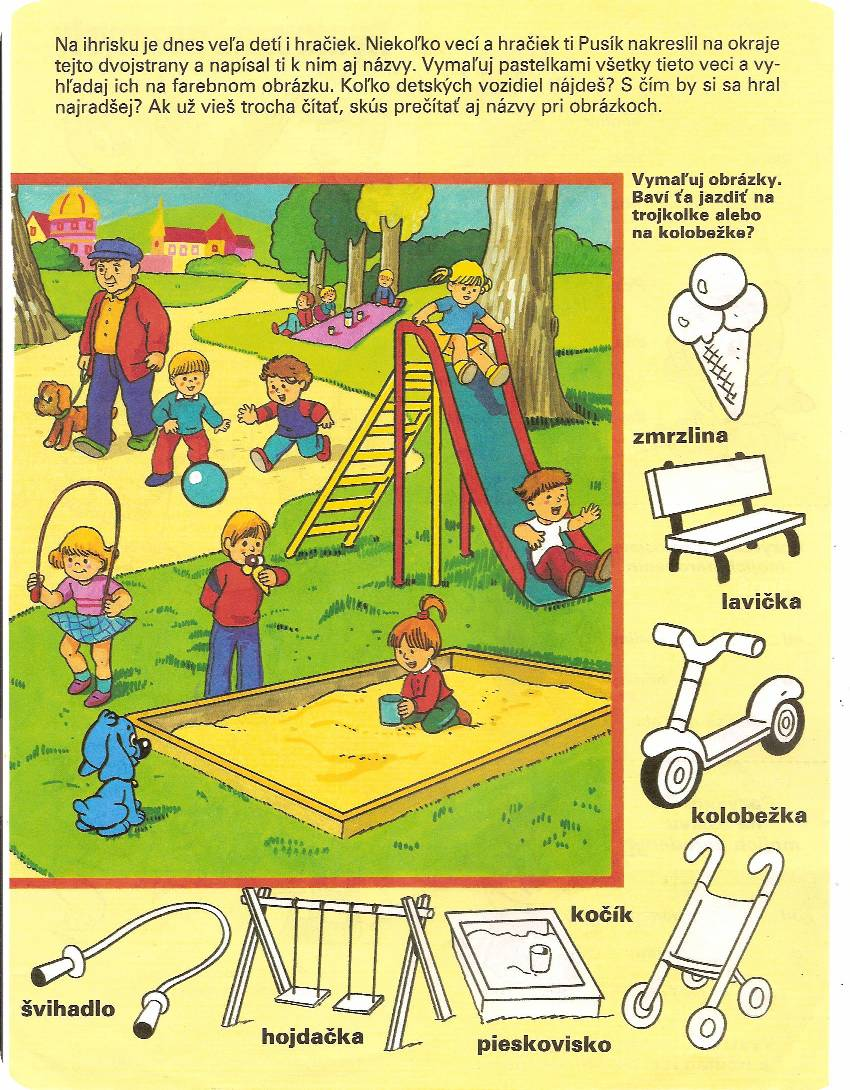 Na ihrisku je dnes veľa detí i hračiek. Niekoľko vecí a hračiek ti Pusík nakreslil na okraje
tejto dvojstrany a napísal ti k nim aj názvy. Vymaľuj pastelkami všetky tieto veci a vy-
hľadaj ich na farebnom obrázku. Koľko detských vozidiel nájdeš? S čím by si sa hral
najradšej? Ak už vieš trocha čítať, skús prečítať aj názvy pri obrázkoch.
Vymaľuj obrázky.
Baví ťa jazdiť na
trojkolke alebo
na kolobežke?
zmrzlina
lavička
kolobežka
kočík
švihadlo
hojdačka
pieskovisko